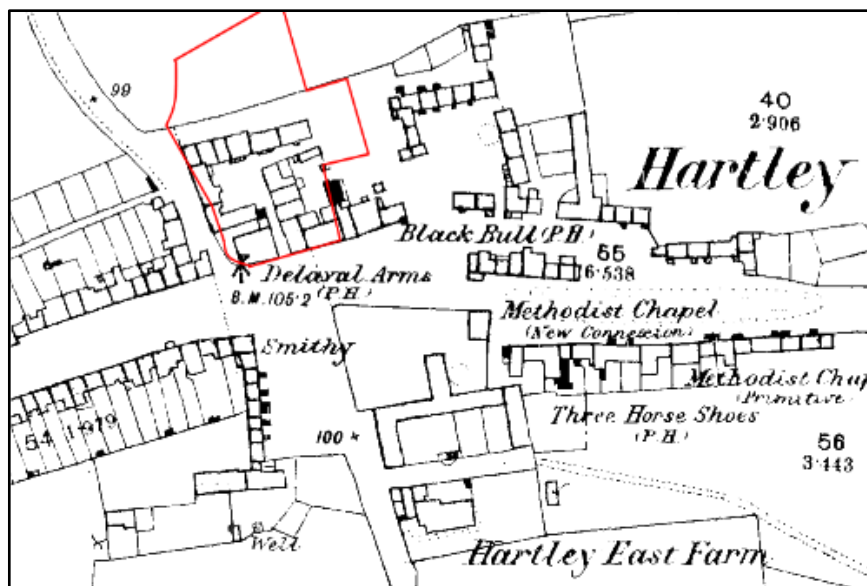 99
40
2·906
Hartley
Black Bull (P.H.)
55
6·538
Delaval Arms
(P.H.)
B.M.105·2
Methodist Chapel
(New Connexion)
Smithy
Methodist Chap
(Primitive)
Three Horse Shoes
(P.H.)
54
1·979
100
56
3·443
Well
Hartley East Farm